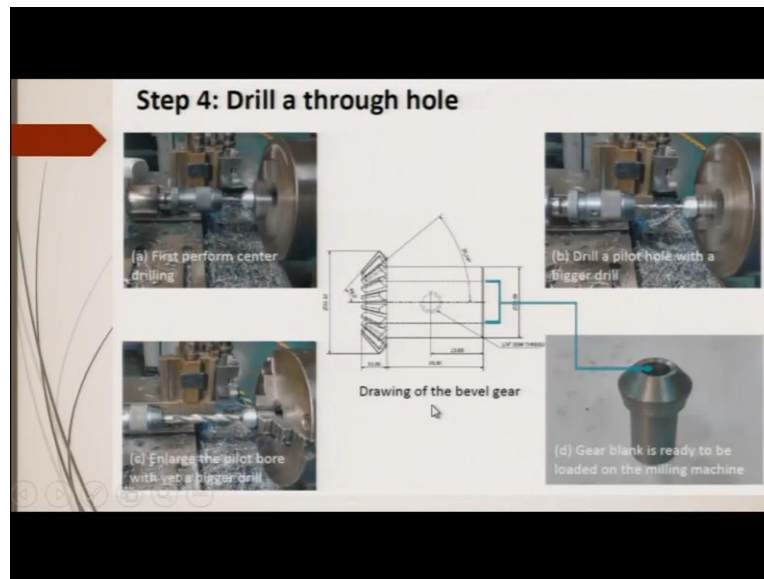 Step 4: Drill a through hole
(a) First perform center
drilling
(b) Drill a pilot hole with a
bigger drill
Drawing of the bevel gear
(c) Enlarge the pilot bore
with yet a bigger drill
(d) Gear blank is ready to be
loaded on the milling machine